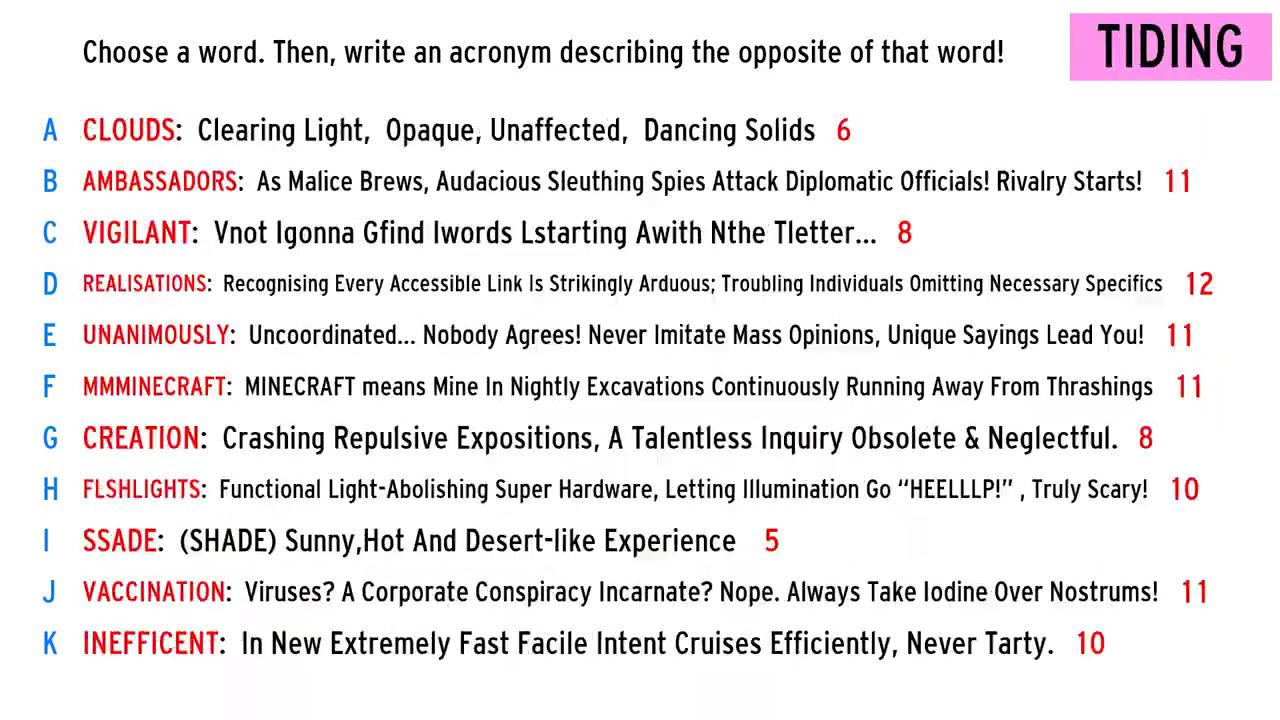 Choose a word. Then, write an acronym describing the opposite of that word!
TIDING
A CLOUDS: Clearing Light, Opaque, Unaffected, Dancing Solids 6
B AMBASSADORS: As Malice Brews, Audacious Sleuthing Spies Attack Diplomatic Officials! Rivalry Starts! 11
C VIGILANT: Vnot Igonna Gfind Iwords Lstarting Awith Nthe Tletter... 8
D REALISATIONS: Recognising Every Accessible Link Is Strikingly Arduous; Troubling Individuals Omitting Necessary Specifics 12
E UNANIMOUSLY: Uncoordinated... Nobody Agrees! Never Imitate Mass Opinions, Unique Sayings Lead You! 11
F MMMINECRAFT: MINECRAFT means Mine In Nightly Excavations Continuously Running Away From Thrashings 11
G CREATION: Crashing Repulsive Expositions, A Talentless Inquiry Obsolete & Neglectful. 8
H FLSHLIGHTS: Functional Light-Abolishing Super Hardware, Letting Illumination Go “HEELLLP!” , Truly Scary! 10
I SSADE: (SHADE) Sunny,Hot And Desert-like Experience 5
J VACCINATION: Viruses? A Corporate Conspiracy Incarnate? Nope. Always Take Iodine Over Nostrums! 11
K INEFFICENT: In New Extremely Fast Facile Intent Cruises Efficiently, Never Tarty. 10